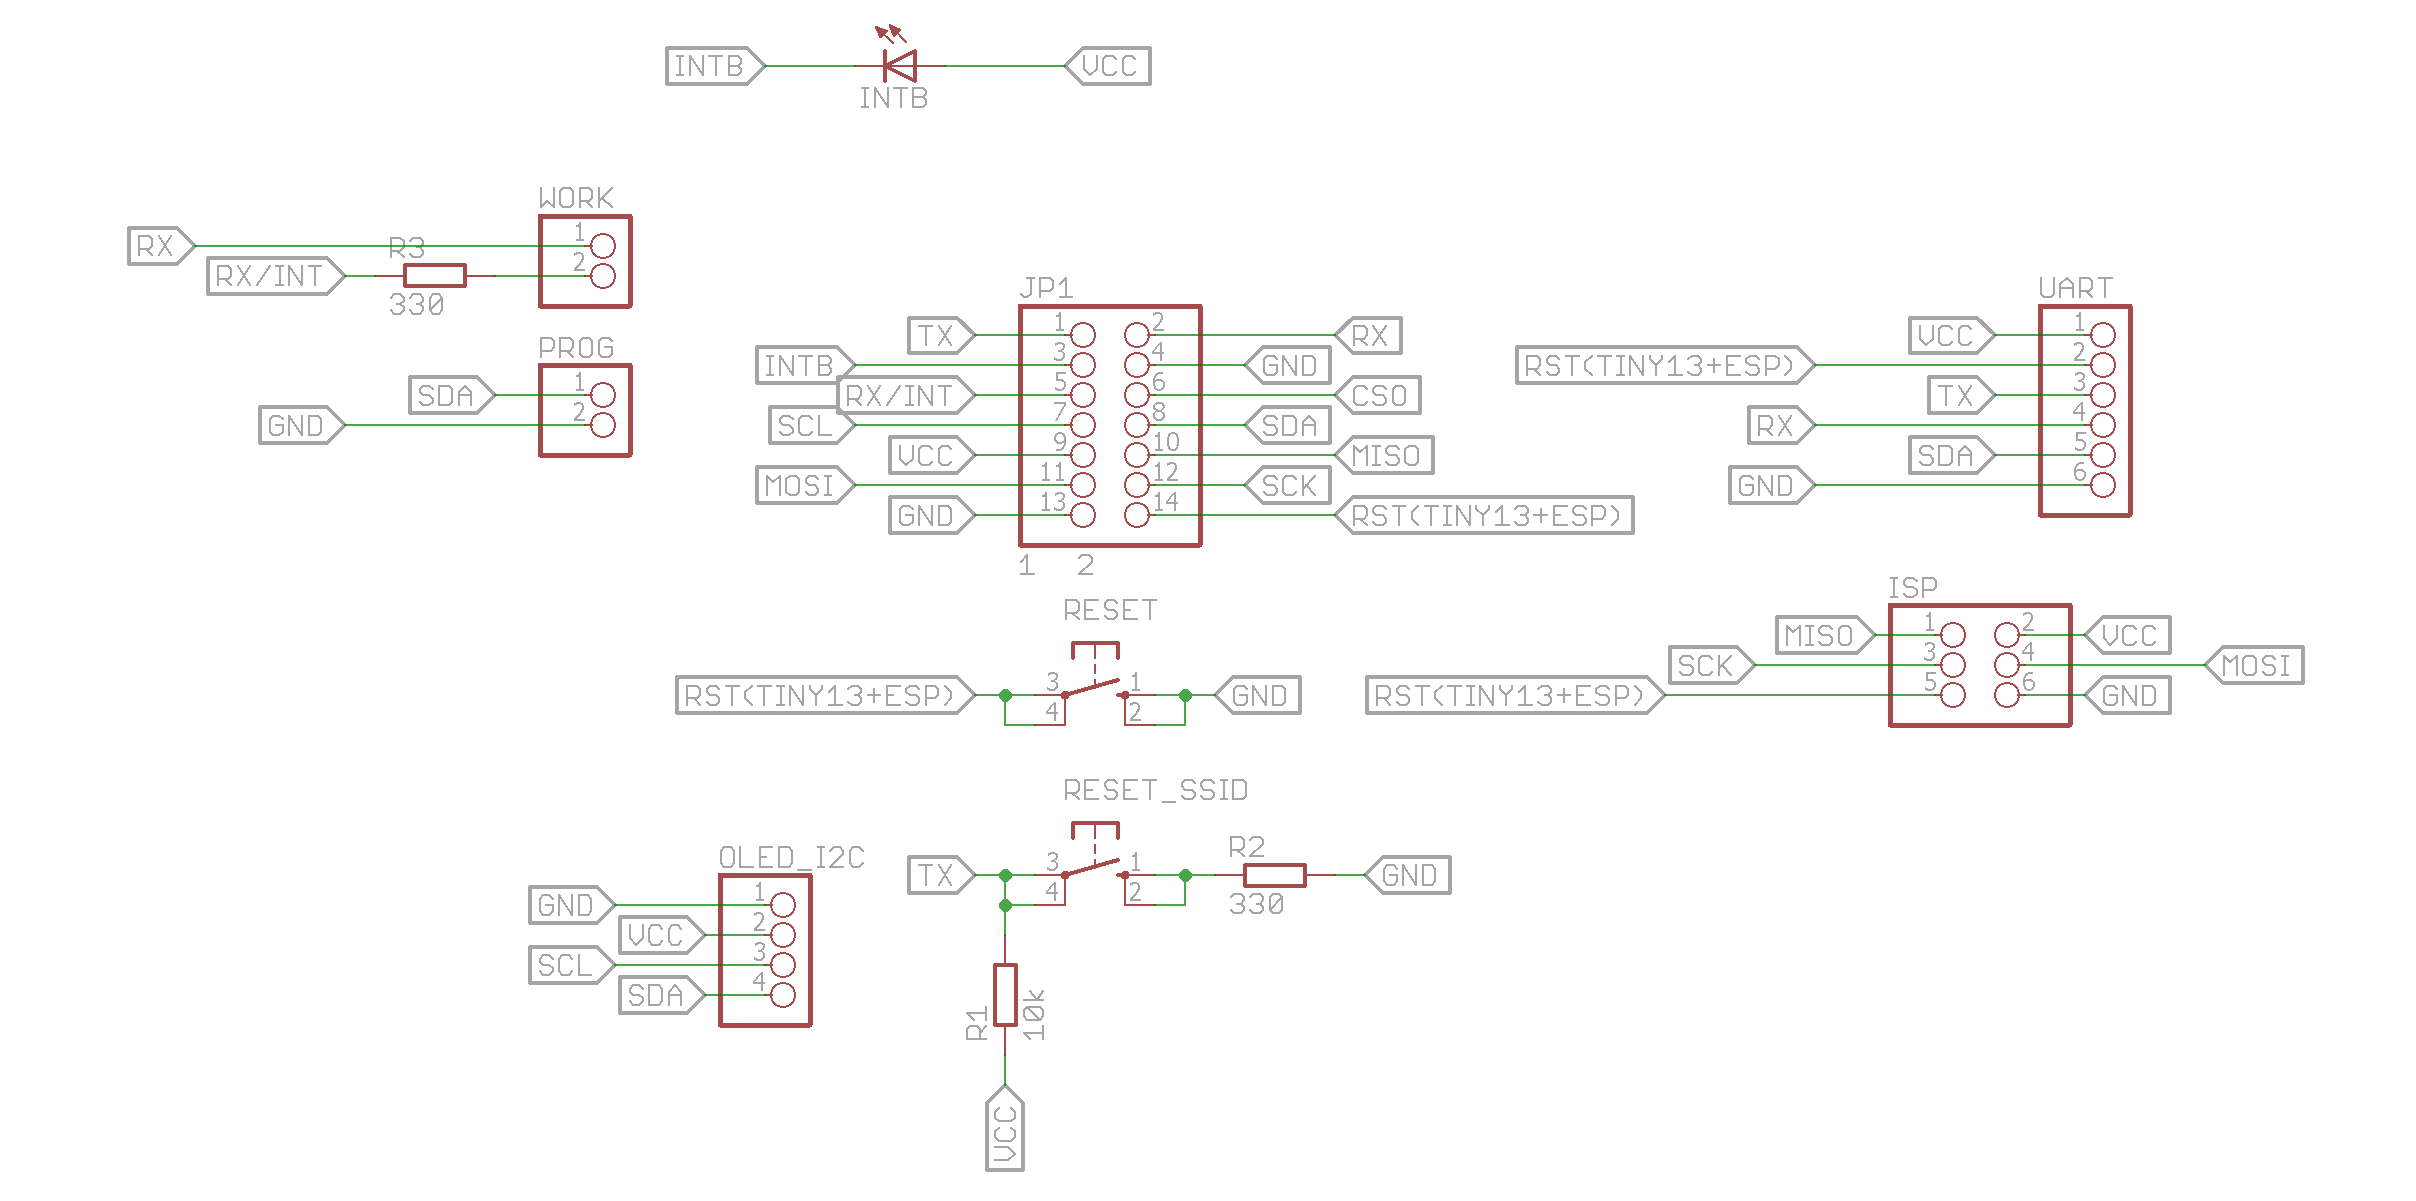 INTB VCC
INTB
WORK
RX 1
R3
RX/INT 2
330
PROG
SDA 1
GND 2
JP1
TX 1 2 RX
INTB 3 4 GND
RX/INT 5 6 CSO
SCL 7 8 SDA
VCC 9 10 MISO
MOSI 11 12 SCK
GND 13 14 RST(TINY13+ESP)
1 2
UART
VCC 1
RST(TINY13+ESP) 2
TX 3
RX 4
SDA 5
GND 6
RESET
RST(TINY13+ESP) 3 1 GND
4 2
ISP
MISO 1 2 VCC
SCK 3 4 MOSI
RST(TINY13+ESP) 5 6 GND
RESET_SSID
R2
TX 3 1 GND
4 2 330
R1 10k
VCC
OLED_I2C
GND 1
VCC 2
SCL 3
SDA 4